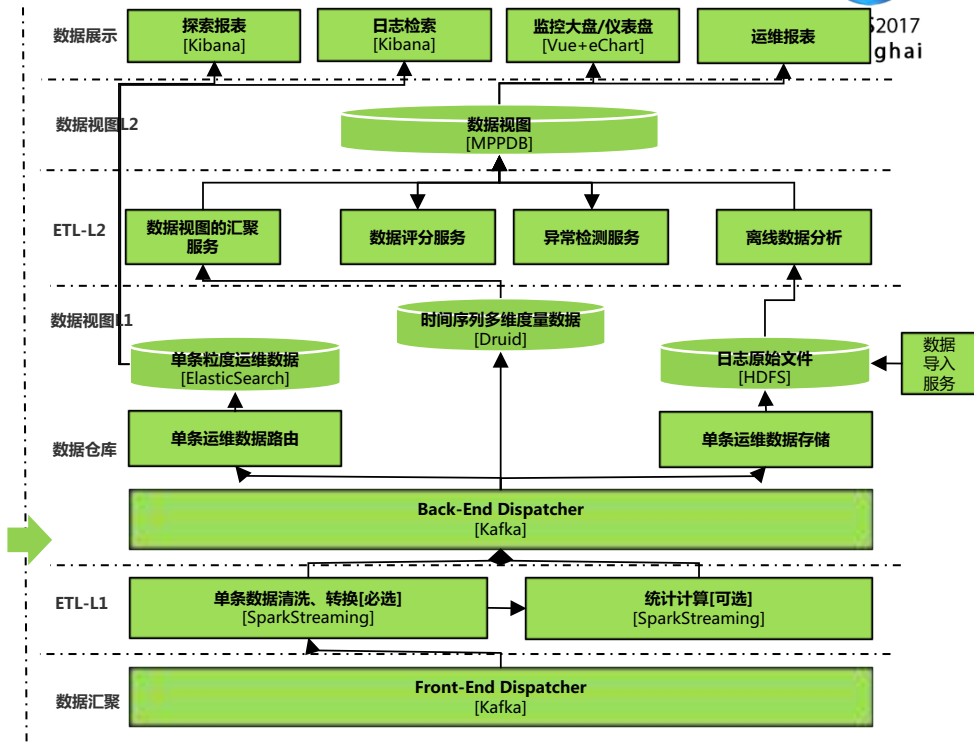 数据展示
探索报表
[Kibana]
日志检索
[Kibana]
监控大盘/仪表盘
[Vue+eChart]
运维报表
2017
ghai
数据视图L2
数据视图
[MPPDB]
ETL-L2
数据视图的汇聚
服务
数据评分服务
异常检测服务
离线数据分析
数据视图L1
单条粒度运维数据
[ElasticSearch]
时间序列多维度量数据
[Druid]
日志原始文件
[HDFS]
数据
导入
服务
数据仓库
单条运维数据路由
单条运维数据存储
Back-End Dispatcher
[Kafka]
ETL-L1
单条数据清洗、转换[必选]
[SparkStreaming]
统计计算[可选]
[SparkStreaming]
数据汇聚
Front-End Dispatcher
[Kafka]